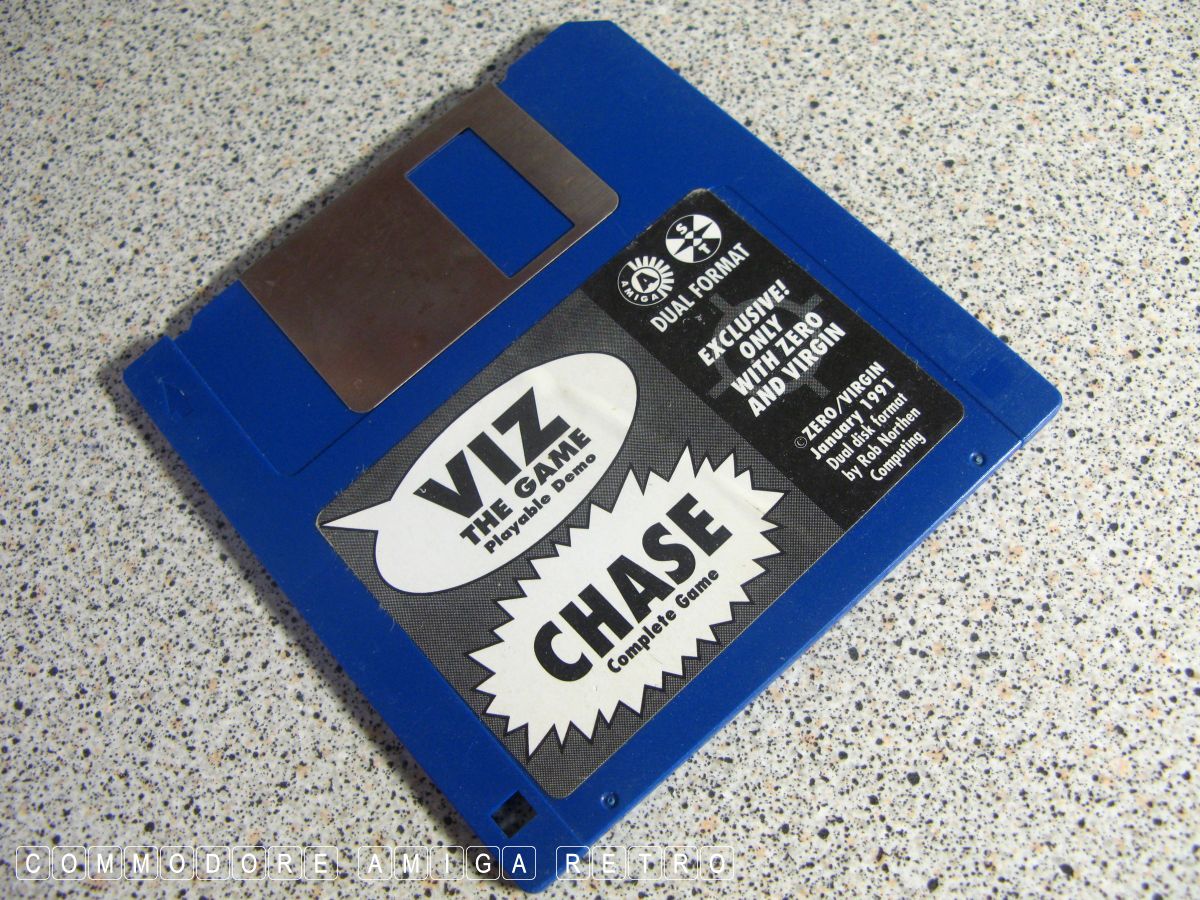 VIZ
THE GAME
Playable Demo
CHASE
Complete Game
A
AMIGA
S
T
DUAL FORMAT
EXCLUSIVE!
ONLY
WITH ZERO
AND VIRGIN
©ZERO/VIRGIN
January 1991
Dual disk format
by Rob Northen
Computing
COMMODORE AMIGA RETRO